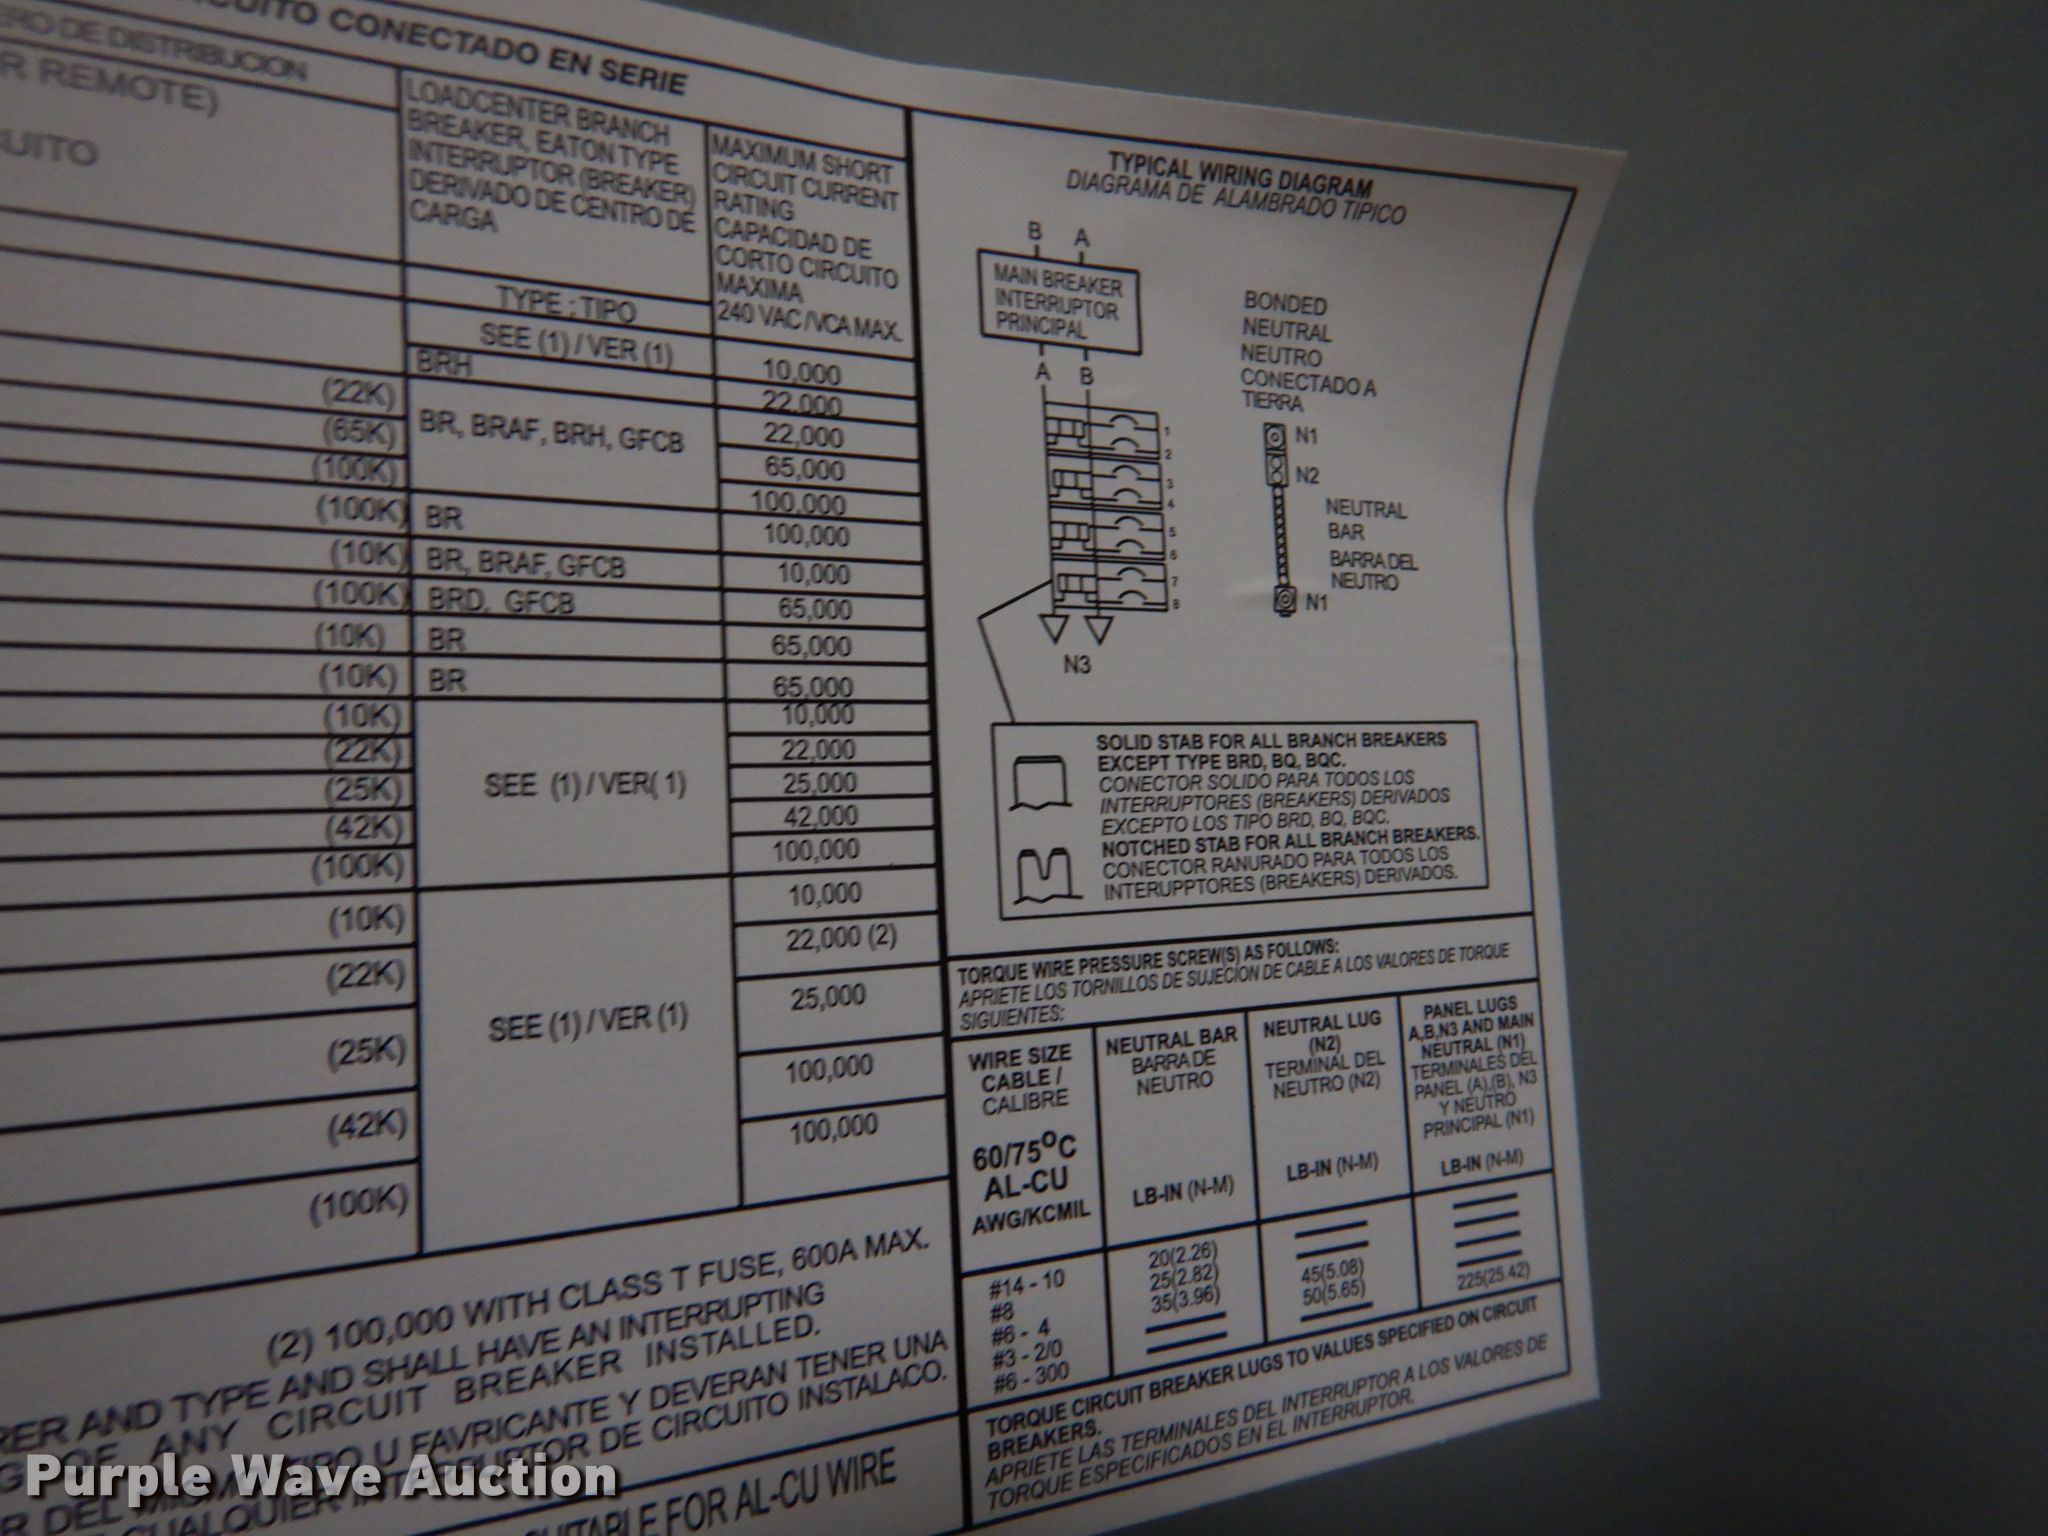 CUITO CONECTADO EN SERIE
DE DISTRIBUCION
R REMOTE)
CUITO
LOADCENTER BRANCH
BREAKER, EATON TYPE
INTERRUPTOR (BREAKER)
DERIVADO DE CENTRO DE
CARGA
TYPE ; TIPO
MAXIMUM SHORT
CIRCUIT CURRENT
RATING
CAPACIDAD DE
CORTO CIRCUITO
MAXIMA
240 VAC /VCA MAX.
SEE (1) / VER (1)
10,000
BRH
22,000
(22K)
BR, BRAF, BRH, GFCB
22,000
(65K)
65,000
(100K)
100,000
(100K)
BR
100,000
(10K)
BR, BRAF, GFCB
10,000
(100K)
BRD, GFCB
65,000
(10K)
BR
65,000
(10K)
BR
65,000
(10K)
10,000
(22K)
22,000
(25K)
SEE (1) / VER( 1)
25,000
(42K)
42,000
(100K)
100,000
(10K)
10,000
22,000 (2)
(22K)
25,000
(25K)
SEE (1) / VER (1)
100,000
(42K)
100,000
(100K)
(2) 100,000 WITH CLASS T FUSE, 600A MAX.
AND TYPE AND SHALL HAVE AN INTERRUPTING
OF ANY CIRCUIT BREAKER INSTALLED.
U FAVRICANTE Y DEVERAN TENER UNA
DE CIRCUITO INSTALACO.
FOR AL-CU WIRE
TYPICAL WIRING DIAGRAM
DIAGRAMA DE ALAMBRADO TIPICO
B A
MAIN BREAKER
INTERRUPTOR
PRINCIPAL
A B
1
2
3
4
5
6
7
8
N3
BONDED
NEUTRAL
NEUTRO
CONECTADO A
TIERRA
N1
N2
NEUTRAL
BAR
BARRA DEL
NEUTRO
N1
SOLID STAB FOR ALL BRANCH BREAKERS
EXCEPT TYPE BRD, BQ, BQC.
CONECTOR SOLIDO PARA TODOS LOS
INTERRUPTORES (BREAKERS) DERIVADOS
EXCEPTO LOS TIPO BRD, BQ, BQC.
NOTCHED STAB FOR ALL BRANCH BREAKERS.
CONECTOR RANURADO PARA TODOS LOS
INTERUPPTORES (BREAKERS) DERIVADOS.
TORQUE WIRE PRESSURE SCREW(S) AS FOLLOWS:
APRIETE LOS TORNILLOS DE SUJECION DE CABLE A LOS VALORES DE TORQUE
SIGUIENTES:
WIRE SIZE
CABLE /
CALIBRE
60/75°C
AL-CU
AWG/KCMIL
NEUTRAL BAR
BARRA DE
NEUTRO
LB-IN (N-M)
NEUTRAL LUG
(N2)
TERMINAL DEL
NEUTRO (N2)
LB-IN (N-M)
PANEL LUGS
A,B,N3 AND MAIN
NEUTRAL (N1)
TERMINALES DEL
PANEL (A),(B), N3
Y NEUTRO
PRINCIPAL (N1)
LB-IN (N-M)
#14 - 10
#8
#6 - 4
#3 - 2/0
#6 - 300
20(2.26)
25(2.82)
35(3.96)
45(5.08)
50(5.65)
225(25.42)
TORQUE CIRCUIT BREAKER LUGS TO VALUES SPECIFIED ON CIRCUIT
BREAKERS.
APRIETE LAS TERMINALES DEL INTERRUPTOR A LOS VALORES DE
TORQUE ESPECIFICADOS EN EL INTERRUPTOR.
Purple Wave Auction